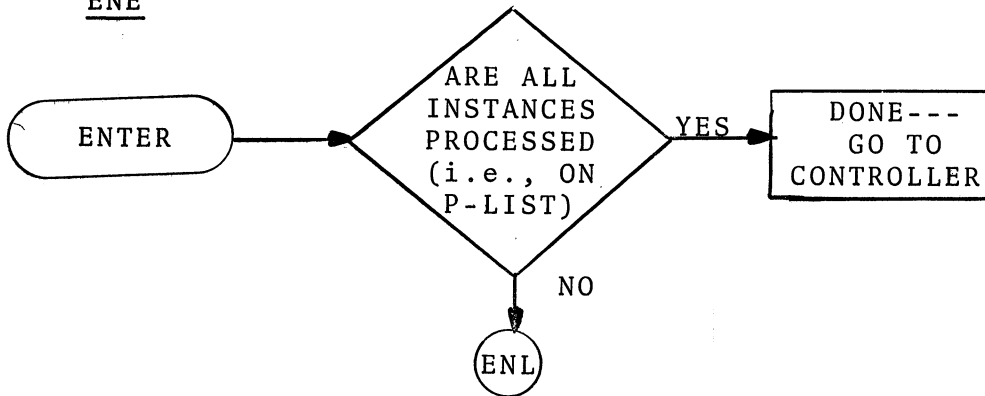 ENE
ENTER
ARE ALL
INSTANCES
PROCESSED
(i.e., ON
P-LIST)
YES
DONE---
GO TO
CONTROLLER
NO
ENL